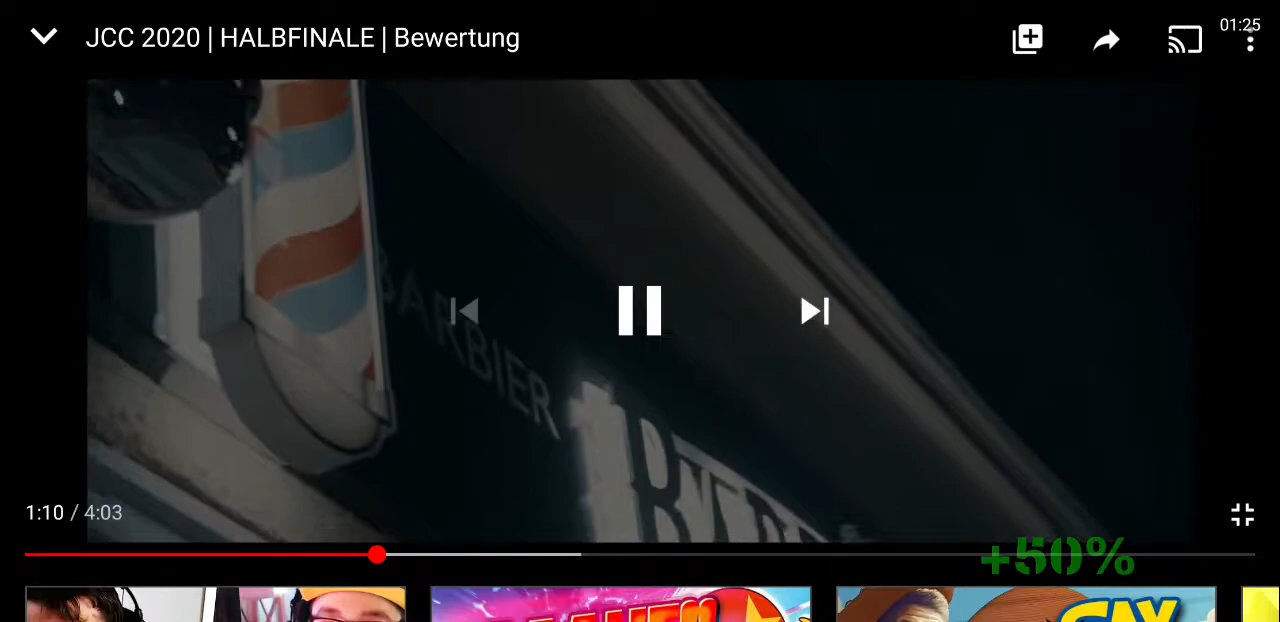 JCC 2020 | HALBFINALE | Bewertung
01:25
BARBIER
1:10 / 4:03
+50%